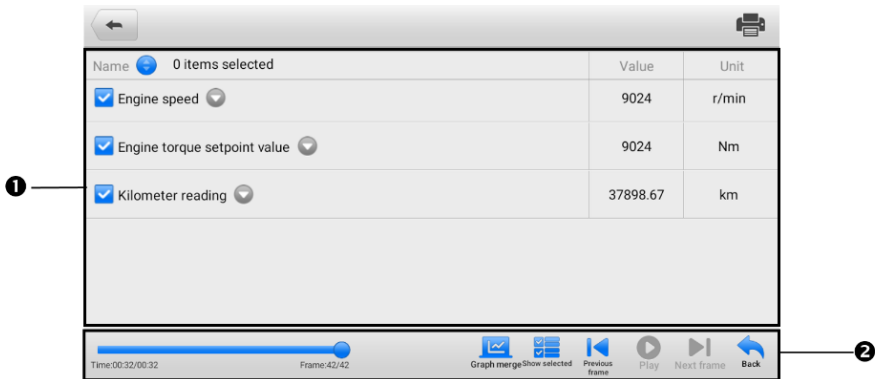 Name 0 items selected Value Unit
Engine speed 9024 r/min
Engine torque setpoint value 9024 Nm
❶
Kilometer reading 37898.67 km
❷
Time:00:32/00:32 Frame:42/42 Graph merge Show selected Previous frame Play Next frame Back